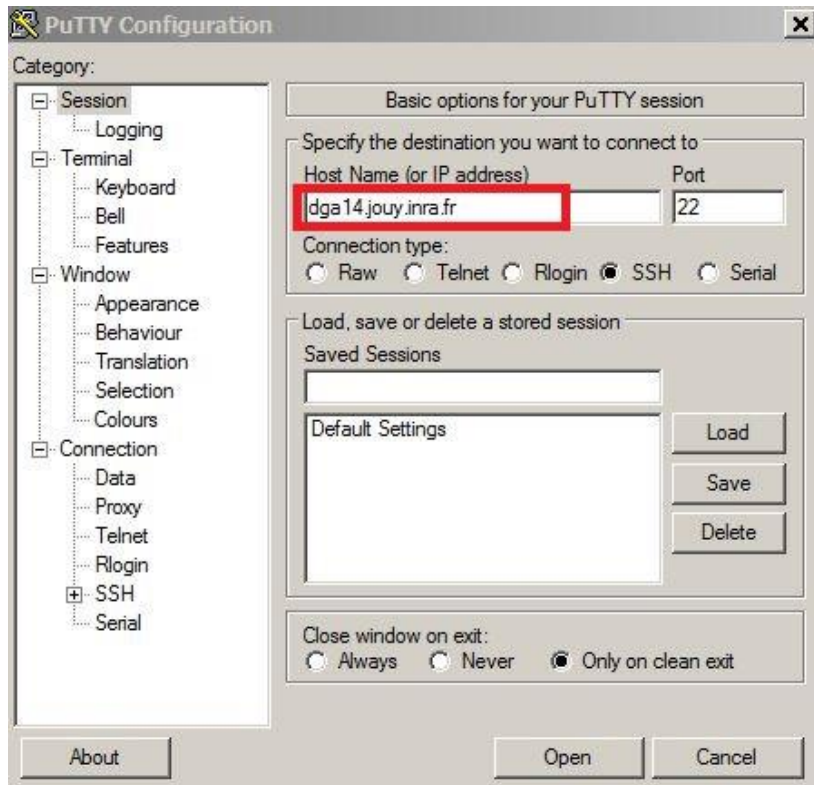 PuTTY Configuration
Category:
Session
Logging
Terminal
Keyboard
Bell
Features
Window
Appearance
Behaviour
Translation
Selection
Colours
Connection
Data
Proxy
Telnet
Rlogin
SSH
Serial
Basic options for your PuTTY session
Specify the destination you want to connect to
Host Name (or IP address) Port
dga14.jouy.inra.fr 22
Connection type:
Raw Telnet Rlogin SSH Serial
Load, save or delete a stored session
Saved Sessions
Default Settings
Load
Save
Delete
Close window on exit:
Always Never Only on clean exit
About Open Cancel